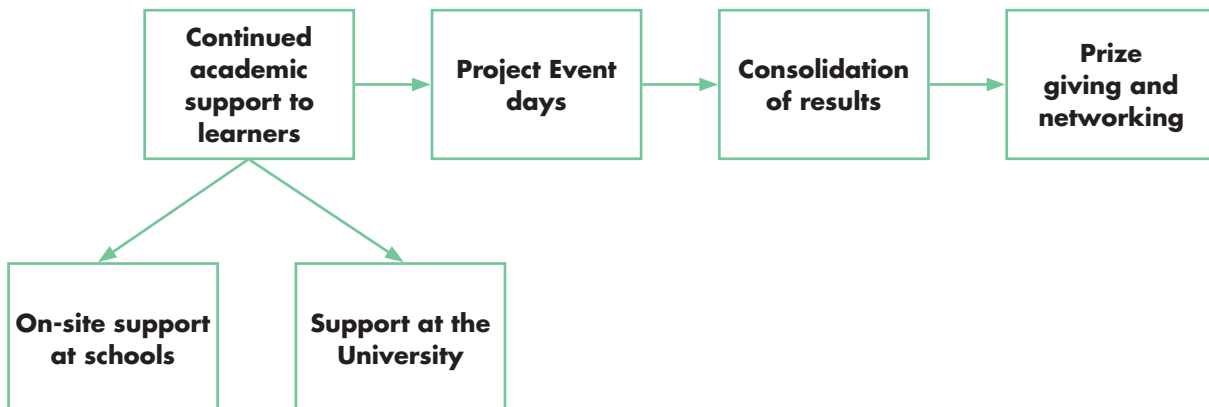 Continued
academic
support to
learners
Project Event
days
Consolidation
of results
Prize
giving and
networking
On-site support
at schools
Support at the
University